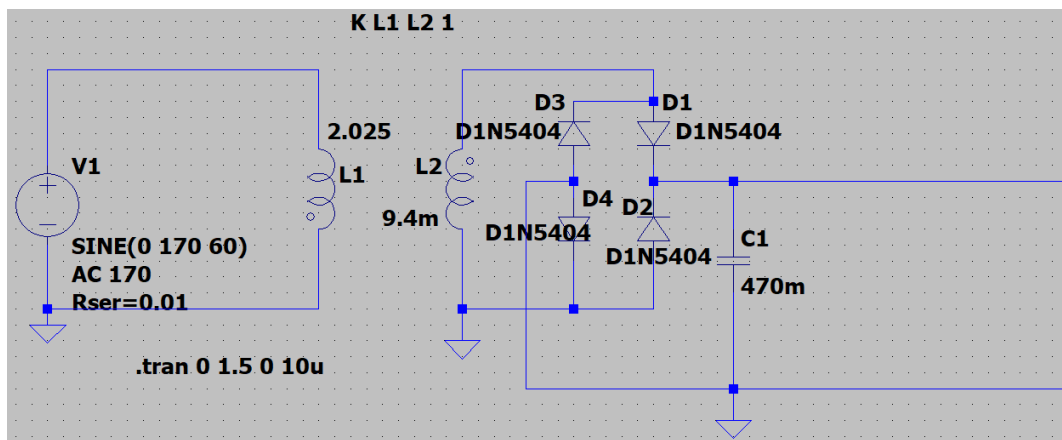 K L1 L2 1
D3
D1
D1N5404
D1N5404
2.025
L1
L2
V1
9.4m
D4
D2
D1N5404
D1N5404
C1
470m
SINE(0 170 60)
AC 170
Rser=0.01
.tran 0 1.5 0 10u